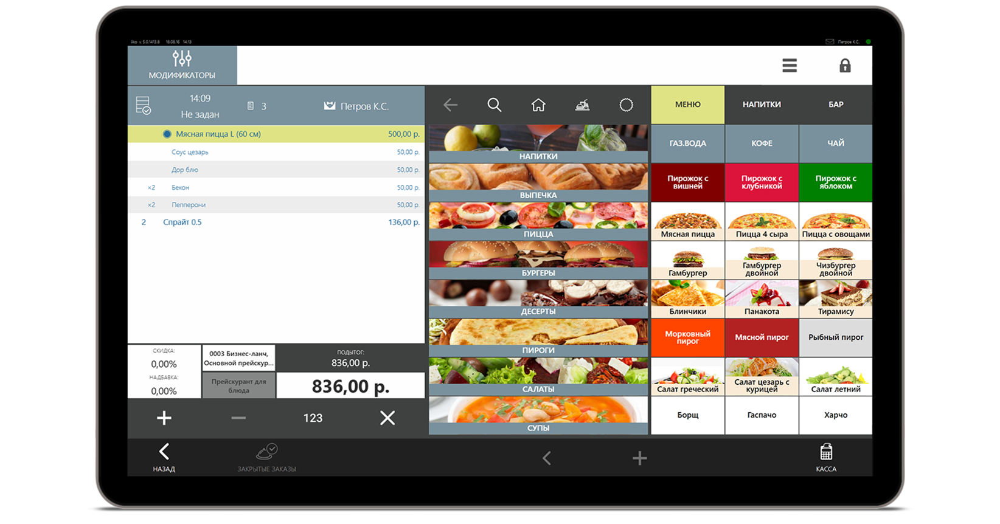 iiko v. 5.0.1413.8 18.08.16 14:13
Петров К.С.
МОДИФИКАТОРЫ
14:09
Не задан
3
Петров К.С.
Мясная пицца L (60 см) 500,00 р.
Соус цезарь 50,00 р.
Дор блю 50,00 р.
×2 Бекон 50,00 р.
×2 Пепперони 50,00 р.
2 Спрайт 0.5 136,00 р.
СКИДКА:
0,00%
НАДБАВКА:
0,00%
0003 Бизнес-ланч,
Основной прейскур...
Прейскурант для
блюда
ПОДЫТОГ:
836,00 р.
836,00 р.
123
НАЗАД
ЗАКРЫТЫЕ ЗАКАЗЫ
НАПИТКИ
ВЫПЕЧКА
ПИЦЦА
БУРГЕРЫ
ДЕСЕРТЫ
ПИРОГИ
САЛАТЫ
СУПЫ
МЕНЮ НАПИТКИ БАР
ГАЗ.ВОДА КОФЕ ЧАЙ
Пирожок с
вишней
Пирожок с
клубникой
Пирожок с
яблоком
Мясная пицца Пицца 4 сыра Пицца с овощами
Гамбургер
Гамбургер
двойной
Чизбургер
двойной
Блинчики Панакота Тирамису
Морковный
пирог
Мясной пирог Рыбный пирог
Салат греческий
Салат цезарь с
курицей
Салат летний
Борщ Гаспачо Харчо
КАССА